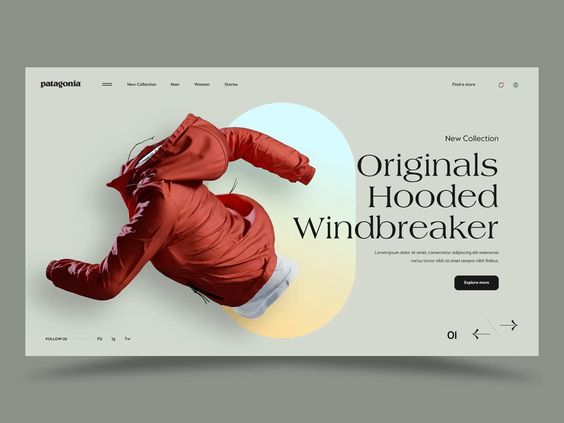 patagonia
New Collection
Man
Woman
Stories
Find a store
New Collection
Originals
Hooded
Windbreaker
Lorem ipsum dolor sit amet, consectetur adipiscing elit maecenas
varius tortor nibh sit amet tempor nibh finibus.
Explore more
01
FOLLOW US
Fb
Ig
Tw